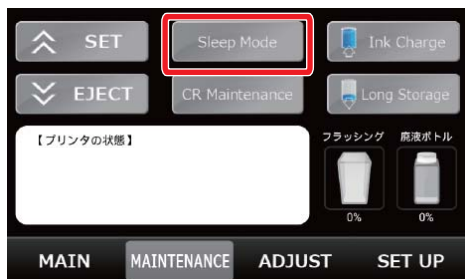 SET
Sleep Mode
Ink Charge
EJECT
CR Maintenance
Long Storage
【プリンタの状態】
フラッシング
廃液ボトル
0%
0%
MAIN
MAINTENANCE
ADJUST
SET UP